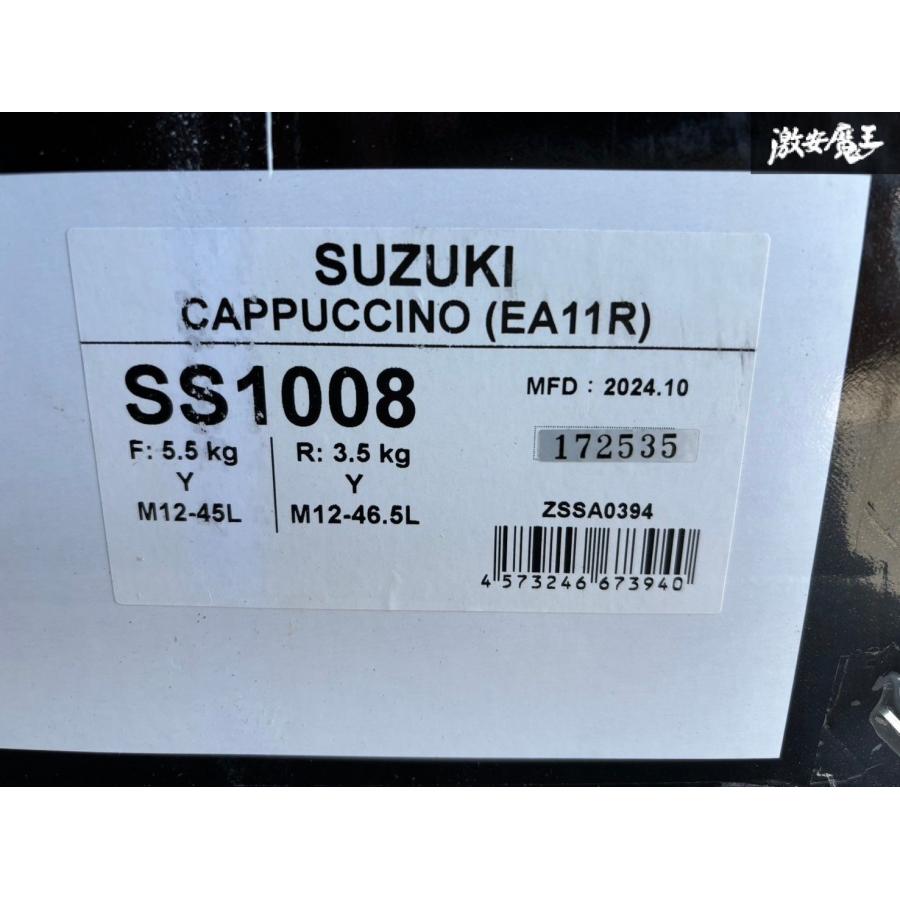 激安魔王
SUZUKI
CAPPUCCINO (EA11R)
SS1008
MFD : 2024.10
F: 5.5 kg
R: 3.5 kg
172535
Y
Y
M12-45L
M12-46.5L
ZSSA0394
4 573246 673940